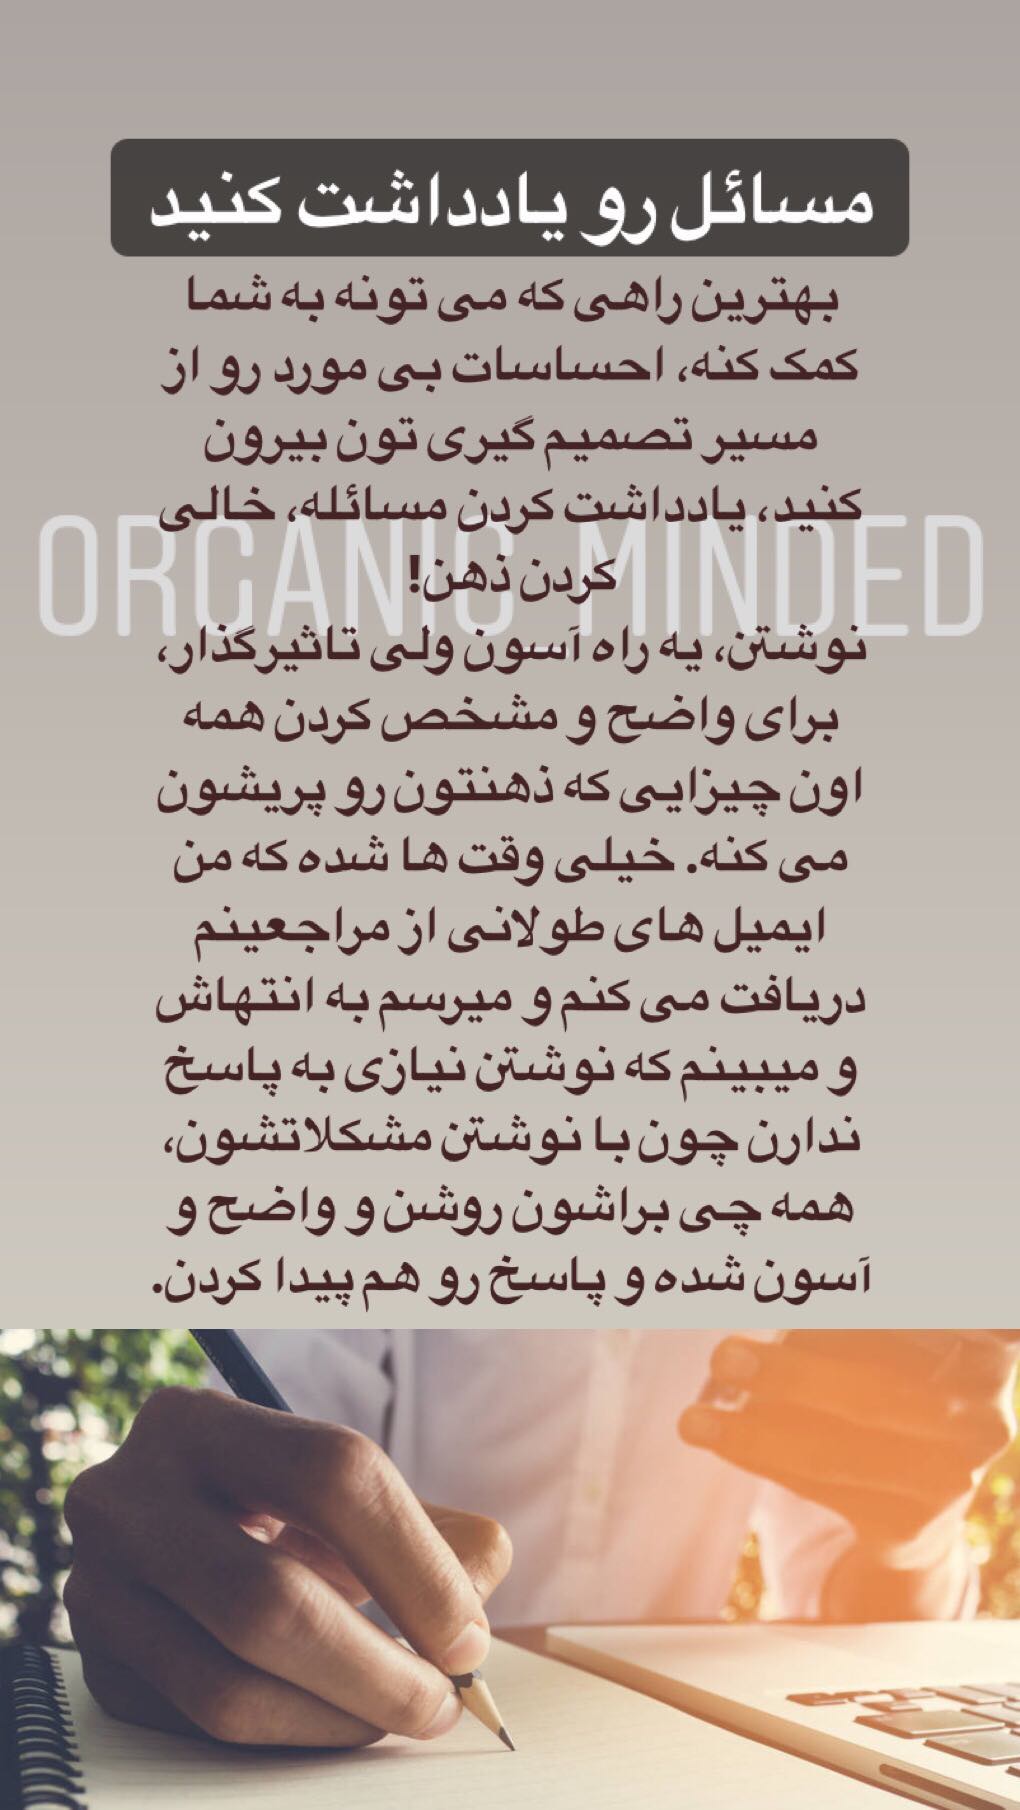 مسائل رو یادداشت کنید
بهترین راهی که می تونه به شما
کمک کنه، احساسات بی مورد رو از
مسیر تصمیم گیری تون بیرون
کنید، یادداشت کردن مسائله، خالی
کردن ذهن!
ORGANIC_MINDED
نوشتن، یه راه آسون ولی تاثیرگذار،
برای واضح و مشخص کردن همه
اون چیزایی که ذهنتون رو پریشون
می کنه. خیلی وقت ها شده که من
ایمیل های طولانی از مراجعینم
دریافت می کنم و میرسم به انتهاش
و میبینم که نوشتن نیازی به پاسخ
ندارن چون با نوشتن مشکلاتشون،
همه چی براشون روشن و واضح و
آسون شده و پاسخ رو هم پیدا کردن.